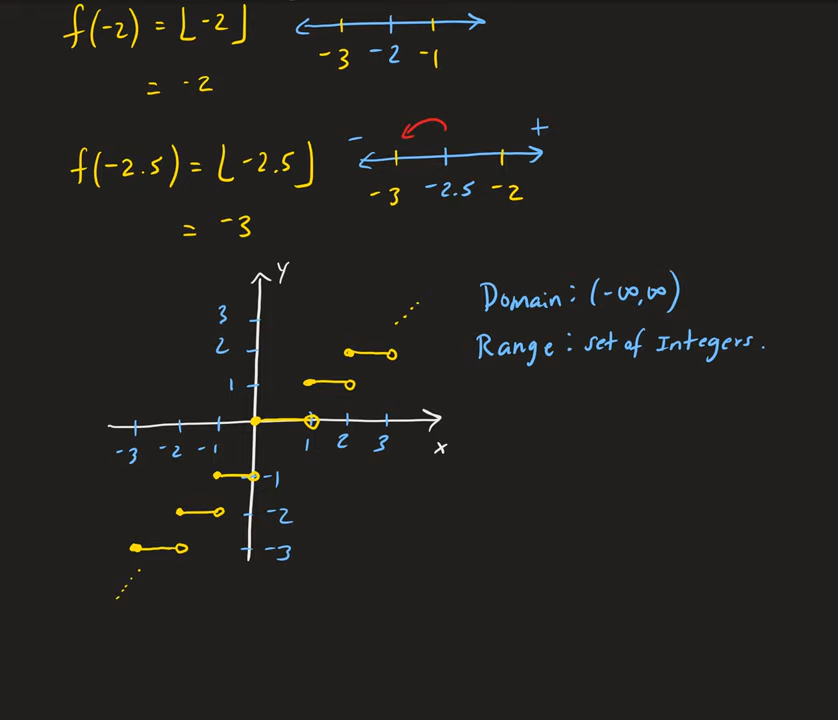 f(-2) = ⌊-2⌋
-3 -2 -1
= -2
- +
f(-2.5) = ⌊-2.5⌋
-3 -2.5 -2
= -3
y
Domain: (-∞,∞)
3
2
Range: set of Integers.
1
-3 -2 -1 1 2 3
x
-1
-2
-3